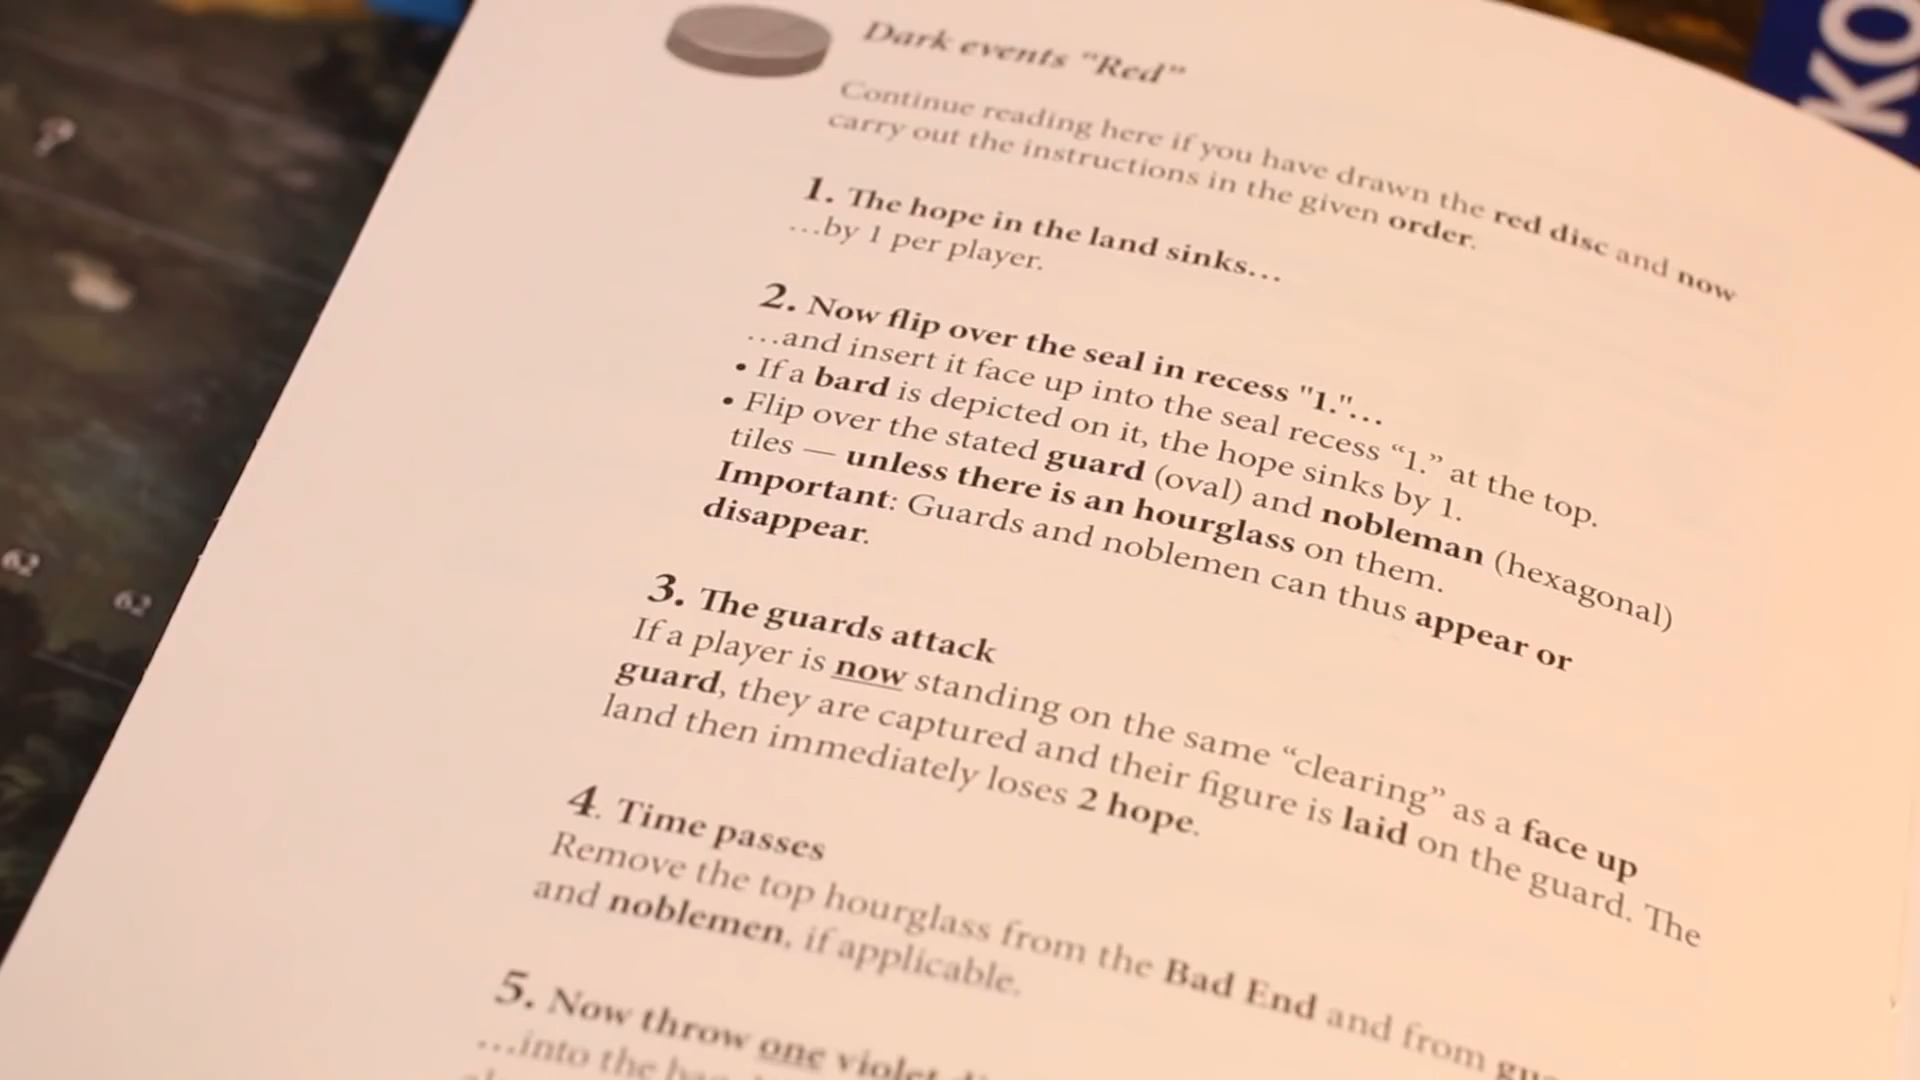 KO
Dark events "Red"
Continue reading here if you have drawn the red disc and now
carry out the instructions in the given order.
1. The hope in the land sinks...
...by 1 per player.
2. Now flip over the seal in recess "1."...
...and insert it face up into the seal recess “1.” at the top.
• If a bard is depicted on it, the hope sinks by 1.
• Flip over the stated guard (oval) and nobleman (hexagonal)
tiles — unless there is an hourglass on them.
Important: Guards and noblemen can thus appear or
disappear.
3. The guards attack
If a player is now standing on the same “clearing” as a face up
guard, they are captured and their figure is laid on the guard. The
land then immediately loses 2 hope.
4. Time passes
Remove the top hourglass from the Bad End and from
and noblemen, if applicable.
5. Now throw one violet
...into the
62
62